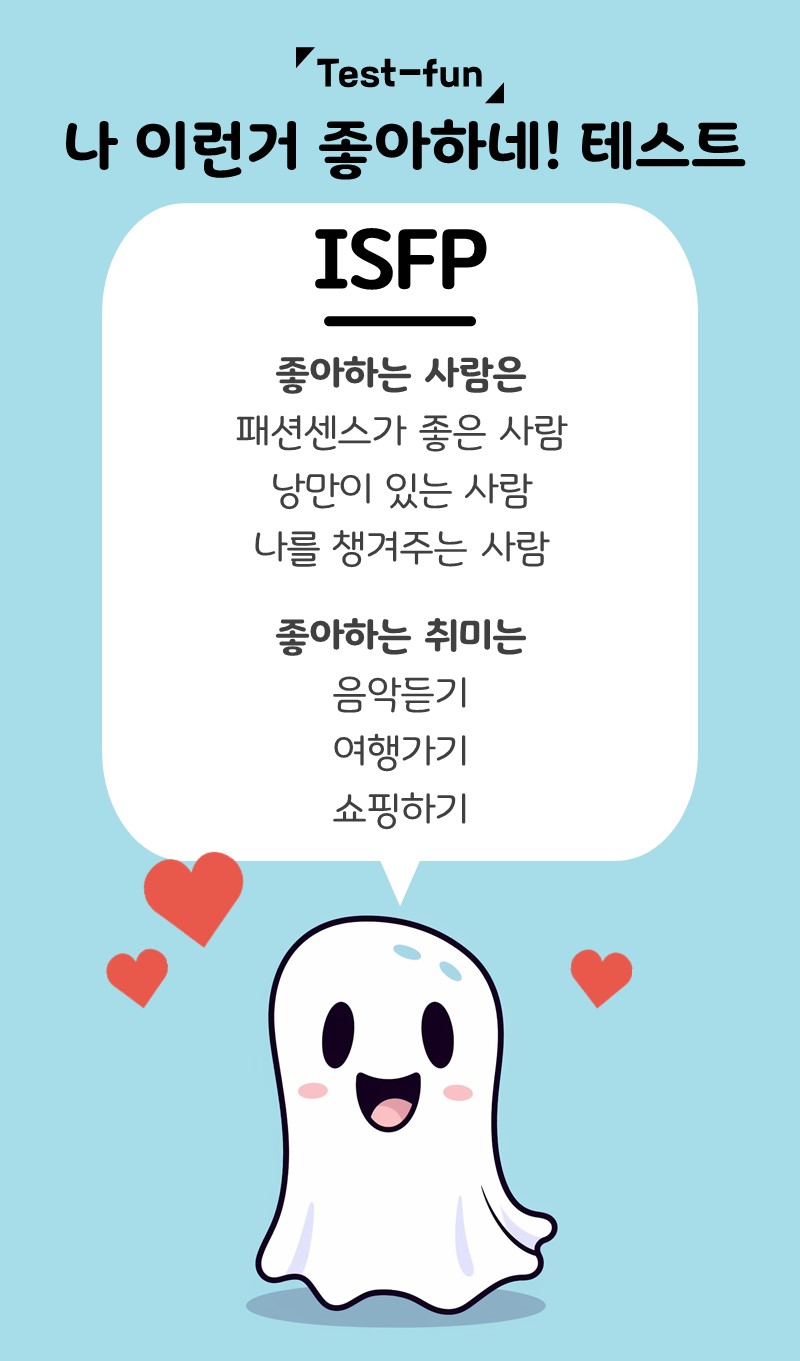 Test-fun
나 이런거 좋아하네! 테스트
ISFP
좋아하는 사람은
패션센스가 좋은 사람
낭만이 있는 사람
나를 챙겨주는 사람
좋아하는 취미는
음악듣기
여행가기
쇼핑하기